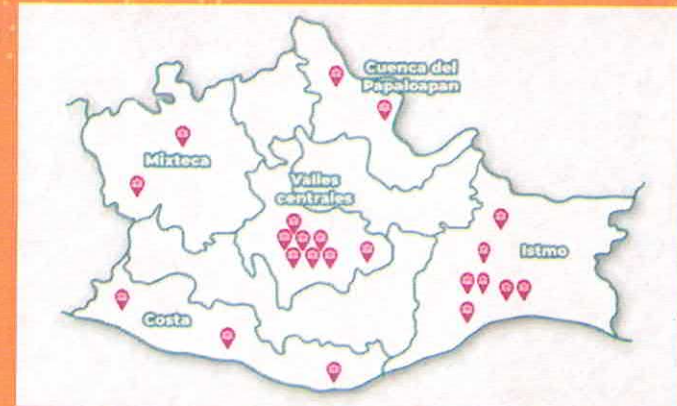 Cuenca del
Papaloapan
Mixteca
Valles
centrales
Istmo
Costa